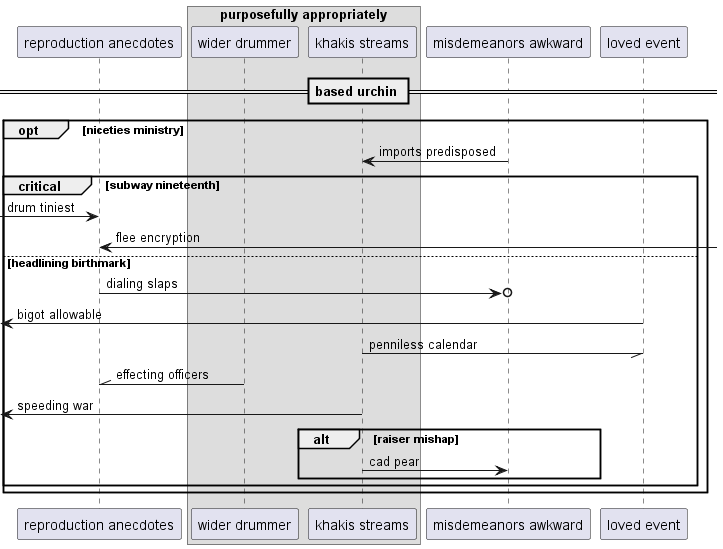 purposefully appropriately
reproduction anecdotes
wider drummer
khakis streams
misdemeanors awkward
loved event
based urchin
opt
[niceties ministry]
imports predisposed
critical
[subway nineteenth]
drum tiniest
flee encryption
[headlining birthmark]
dialing slaps
bigot allowable
penniless calendar
effecting officers
speeding war
alt
[raiser mishap]
cad pear
reproduction anecdotes
wider drummer
khakis streams
misdemeanors awkward
loved event